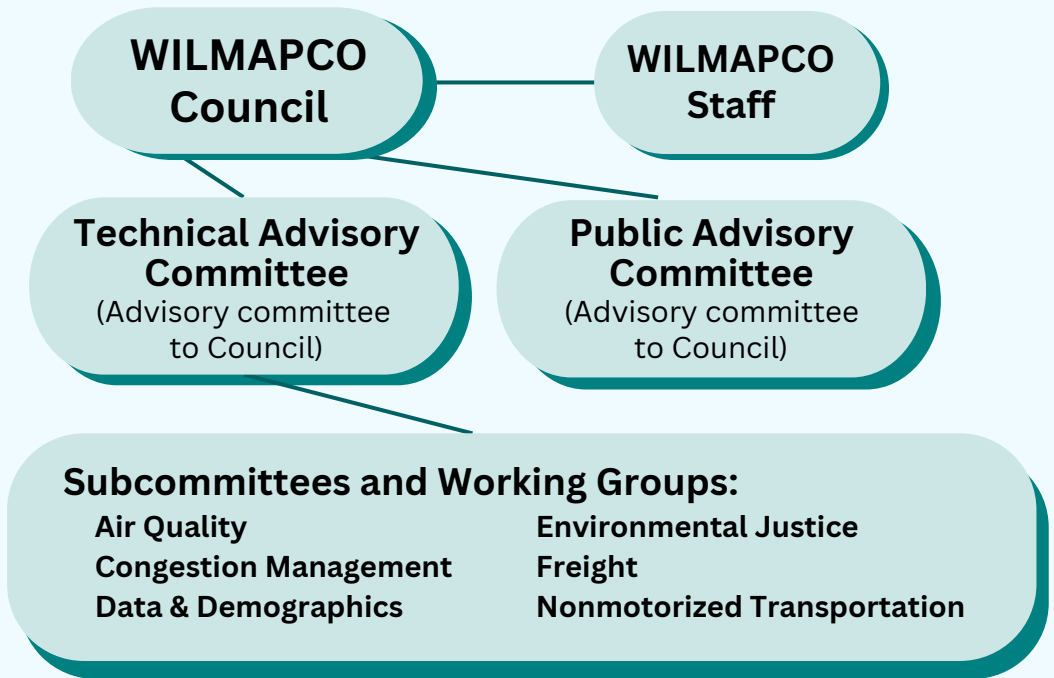 WILMAPCO
Council
WILMAPCO
Staff
Technical Advisory
Committee
(Advisory committee
to Council)
Public Advisory
Committee
(Advisory committee
to Council)
Subcommittees and Working Groups:
Air Quality
Congestion Management
Data & Demographics
Environmental Justice
Freight
Nonmotorized Transportation